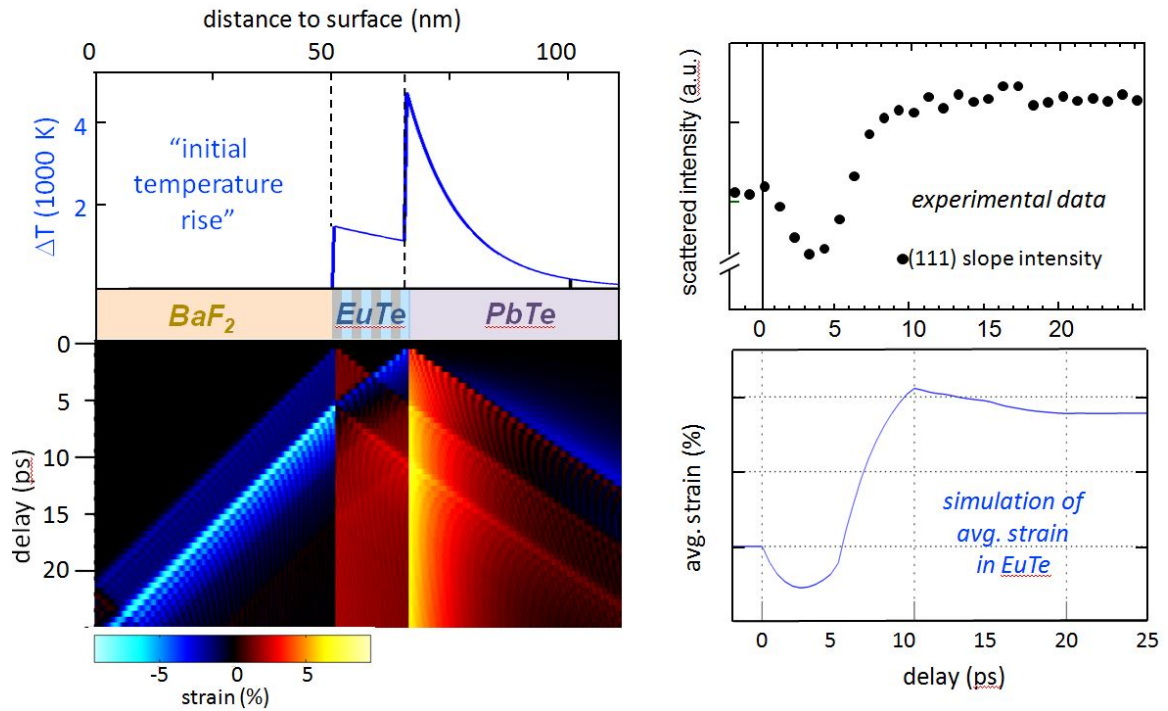 distance to surface (nm)
0 50 100
ΔT (1000 K)
4
2
“initial
temperature
rise”
BaF2 EuTe PbTe
delay (ps)
0
5
10
15
20
-5 0 5
strain (%)
scattered intensity (a.u.)
experimental data
(111) slope intensity
0 5 10 15 20
avg. strain (%)
simulation of
avg. strain
in EuTe
0 5 10 15 20 25
delay (ps)